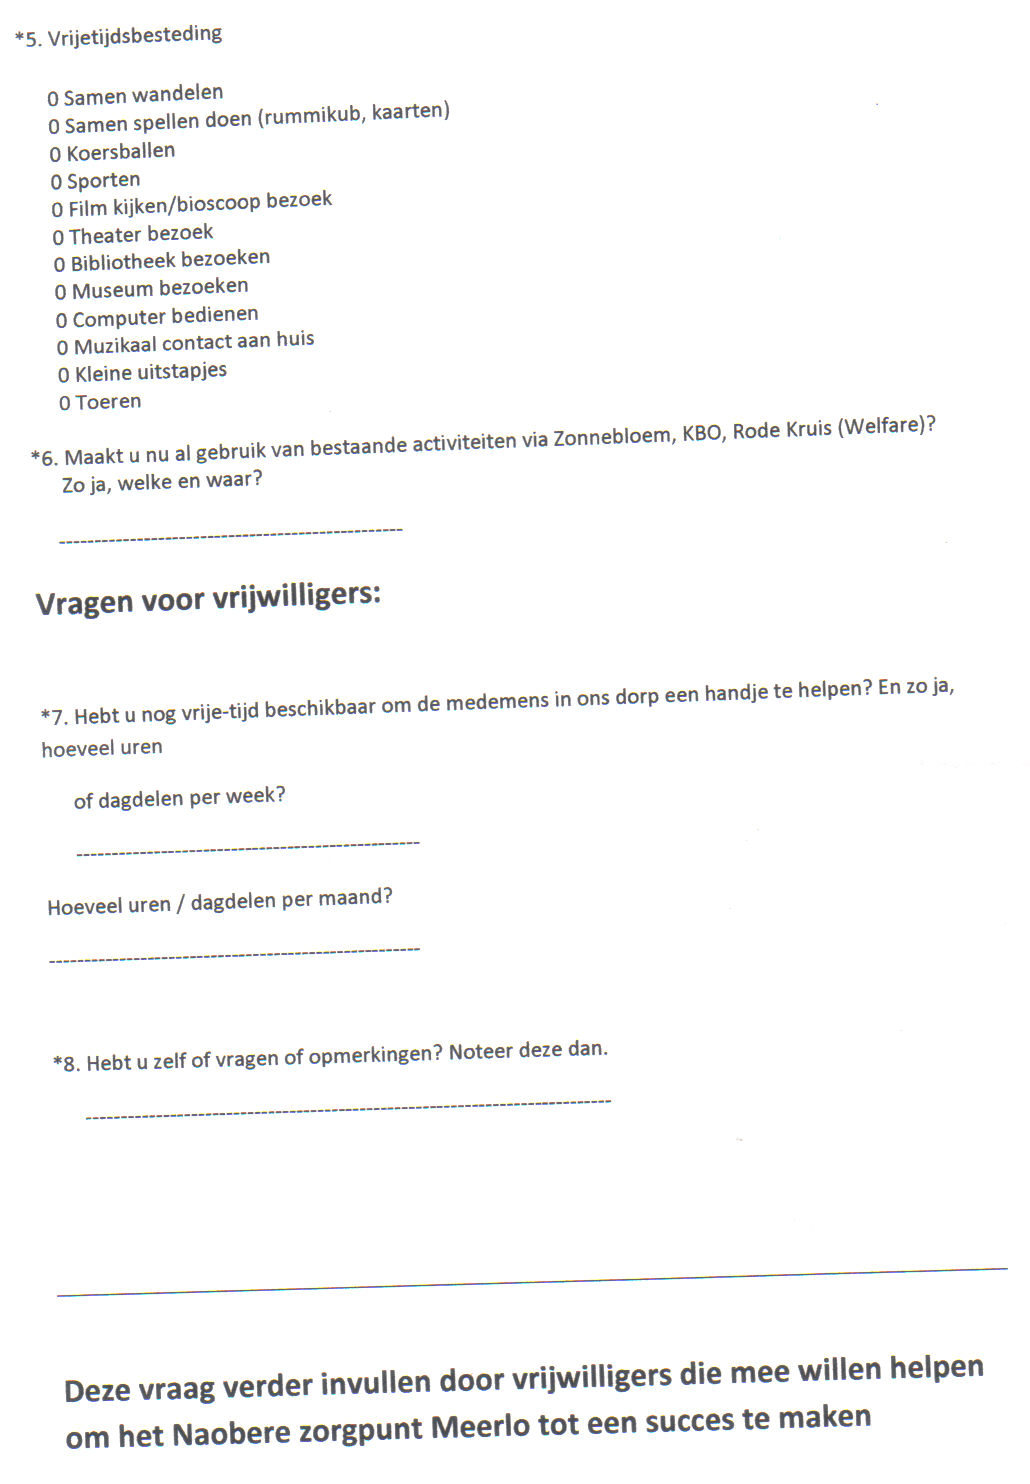 *5. Vrijetijdsbesteding
0 Samen wandelen
0 Samen spellen doen (rummikub, kaarten)
0 Koersballen
0 Sporten
0 Film kijken/bioscoop bezoek
0 Theater bezoek
0 Bibliotheek bezoeken
0 Museum bezoeken
0 Computer bedienen
0 Muzikaal contact aan huis
0 Kleine uitstapjes
0 Toeren
*6. Maakt u nu al gebruik van bestaande activiteiten via Zonnebloem, KBO, Rode Kruis (Welfare)?
Zo ja, welke en waar?
Vragen voor vrijwilligers:
*7. Hebt u nog vrije-tijd beschikbaar om de medemens in ons dorp een handje te helpen? En zo ja,
hoeveel uren
of dagdelen per week?
Hoeveel uren / dagdelen per maand?
*8. Hebt u zelf of vragen of opmerkingen? Noteer deze dan.
Deze vraag verder invullen door vrijwilligers die mee willen helpen
om het Naobere zorgpunt Meerlo tot een succes te maken